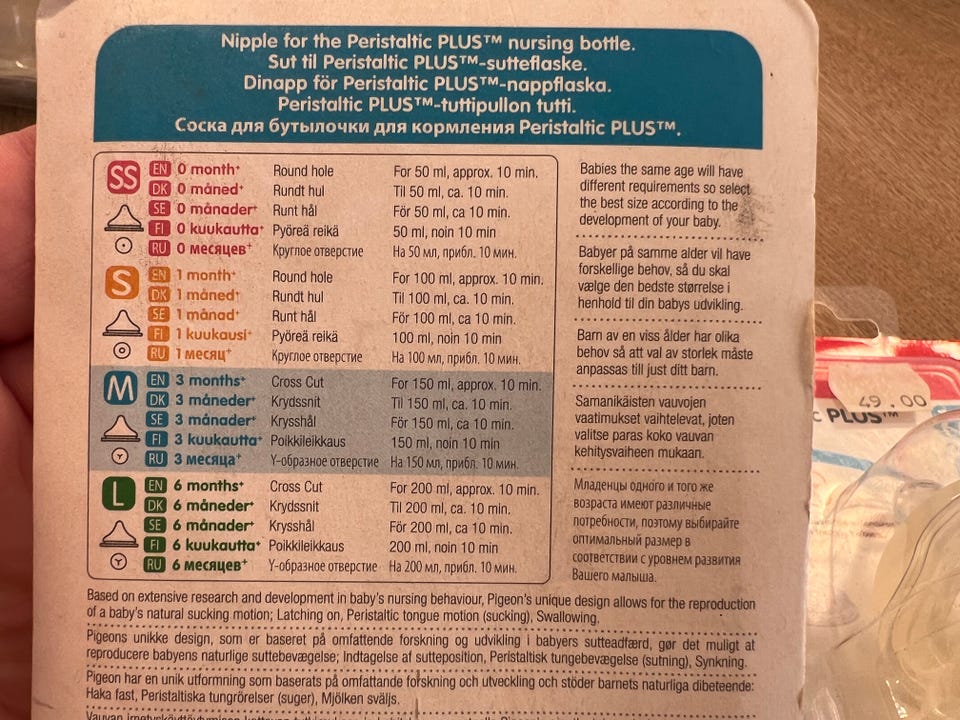 Nipple for the Peristaltic PLUS™ nursing bottle.
Sut til Peristaltic PLUS™-sutteflaske.
Dinapp för Peristaltic PLUS™-nappflaska.
Peristaltic PLUS™-tuttipullon tutti.
Соска для бутылочки для кормления Peristaltic PLUS™.
SS EN 0 month⁺ Round hole For 50 ml, approx. 10 min.
DK 0 måned⁺ Rundt hul Til 50 ml, ca. 10 min.
SE 0 månader⁺ Runt hål För 50 ml, ca 10 min.
FI 0 kuukautta⁺ Pyöreä reikä 50 ml, noin 10 min
RU 0 месяцев⁺ Круглое отверстие На 50 мл, прибл. 10 мин.
S EN 1 month⁺ Round hole For 100 ml, approx. 10 min.
DK 1 måned⁺ Rundt hul Til 100 ml, ca. 10 min.
SE 1 månad⁺ Runt hål För 100 ml, ca 10 min.
FI 1 kuukausi⁺ Pyöreä reikä 100 ml, noin 10 min
RU 1 месяц⁺ Круглое отверстие На 100 мл, прибл. 10 мин.
M EN 3 months⁺ Cross Cut For 150 ml, approx. 10 min.
DK 3 måneder⁺ Krydssnit Til 150 ml, ca. 10 min.
SE 3 månader⁺ Krysshål För 150 ml, ca 10 min.
FI 3 kuukautta⁺ Poikkileikkaus 150 ml, noin 10 min
RU 3 месяца⁺ Y-образное отверстие На 150 мл, прибл. 10 мин.
L EN 6 months⁺ Cross Cut For 200 ml, approx. 10 min.
DK 6 måneder⁺ Krydssnit Til 200 ml, ca. 10 min.
SE 6 månader⁺ Krysshål För 200 ml, ca 10 min.
FI 6 kuukautta⁺ Poikkileikkaus 200 ml, noin 10 min
RU 6 месяцев⁺ Y-образное отверстие На 200 мл, прибл. 10 мин.
Babies the same age will have
different requirements so select
the best size according to the
development of your baby.
Babyer på samme alder vil have
forskellige behov, så du skal
vælge den bedste størrelse i
henhold til din babys udvikling.
Barn av en viss ålder har olika
behov så att val av storlek måste
anpassas till just ditt barn.
Samanikäisten vauvojen
vaatimukset vaihtelevat, joten
valitse paras koko vauvan
kehitysvaiheen mukaan.
Младенцы одного и того же
возраста имеют различные
потребности, поэтому выбирайте
оптимальный размер в
соответствии с уровнем развития
Вашего малыша.
Based on extensive research and development in baby's nursing behaviour, Pigeon's unique design allows for the reproduction
of a baby's natural sucking motion; Latching on, Peristaltic tongue motion (sucking), Swallowing.
Pigeons unikke design, som er baseret på omfattende forskning og udvikling i babyers sutteadfærd, gør det muligt at
reproducere babyens naturlige suttebevægelse; Indtagelse af sutteposition, Peristaltisk tungebevægelse (sutning), Synkning.
Pigeon har en unik utformning som baserats på omfattande forskning och utveckling och stöder barnets naturliga dibeteende:
Haka fast, Peristaltiska tungrörelser (suger), Mjölken sväljs.
49.00
c PLUS™